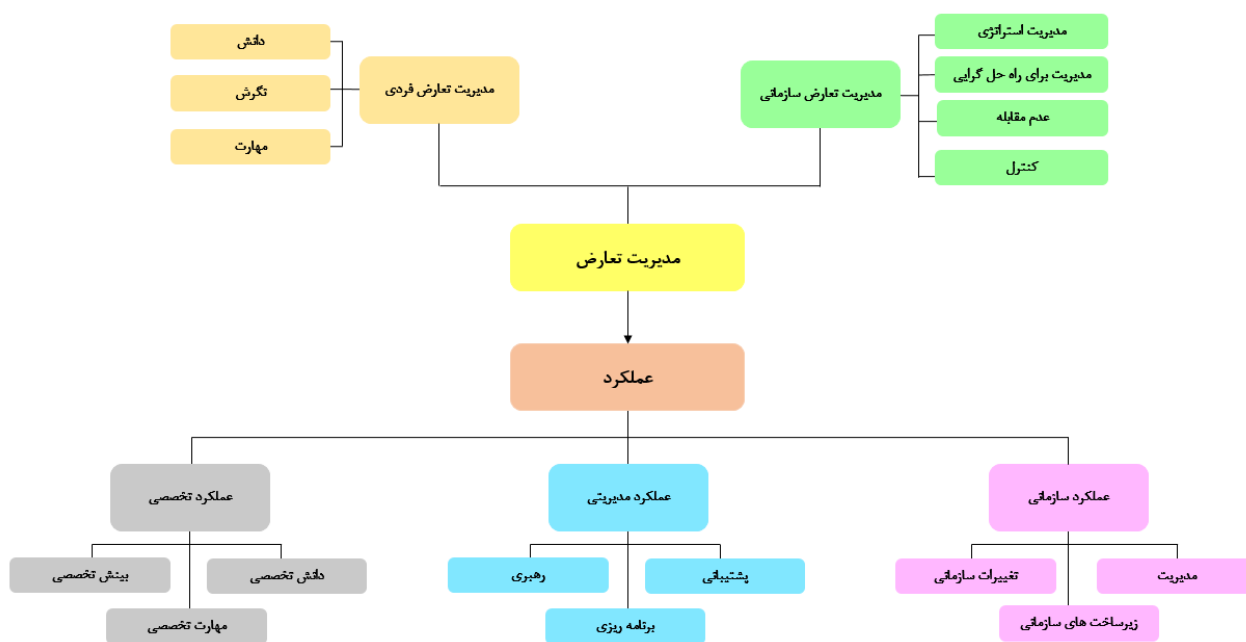 مدیریت استراتژی
مدیریت برای راه حل گرایی
عدم مقابله
کنترل
مدیریت تعارض سازمانی
مدیریت تعارض فردی
دانش
نگرش
مهارت
مدیریت تعارض
عملکرد
عملکرد سازمانی
عملکرد مدیریتی
عملکرد تخصصی
مدیریت
تغییرات سازمانی
زیرساخت های سازمانی
پشتیبانی
رهبری
برنامه ریزی
دانش تخصصی
بینش تخصصی
مهارت تخصصی